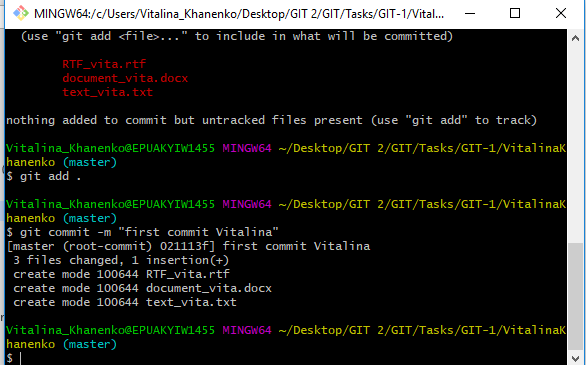 MINGW64:/c/Users/Vitalina_Khanenko/Desktop/GIT 2/GIT/Tasks/GIT-1/Vital...
(use "git add <file>..." to include in what will be committed)
RTF_vita.rtf
document_vita.docx
text_vita.txt
nothing added to commit but untracked files present (use "git add" to track)
Vitalina_Khanenko@EPUAKYIW1455 MINGW64 ~/Desktop/GIT 2/GIT/Tasks/GIT-1/VitalinaK
hanenko (master)
$ git add .
Vitalina_Khanenko@EPUAKYIW1455 MINGW64 ~/Desktop/GIT 2/GIT/Tasks/GIT-1/VitalinaK
hanenko (master)
$ git commit -m "first commit Vitalina"
[master (root-commit) 021113f] first commit Vitalina
3 files changed, 1 insertion(+)
create mode 100644 RTF_vita.rtf
create mode 100644 document_vita.docx
create mode 100644 text_vita.txt
Vitalina_Khanenko@EPUAKYIW1455 MINGW64 ~/Desktop/GIT 2/GIT/Tasks/GIT-1/VitalinaK
hanenko (master)
$